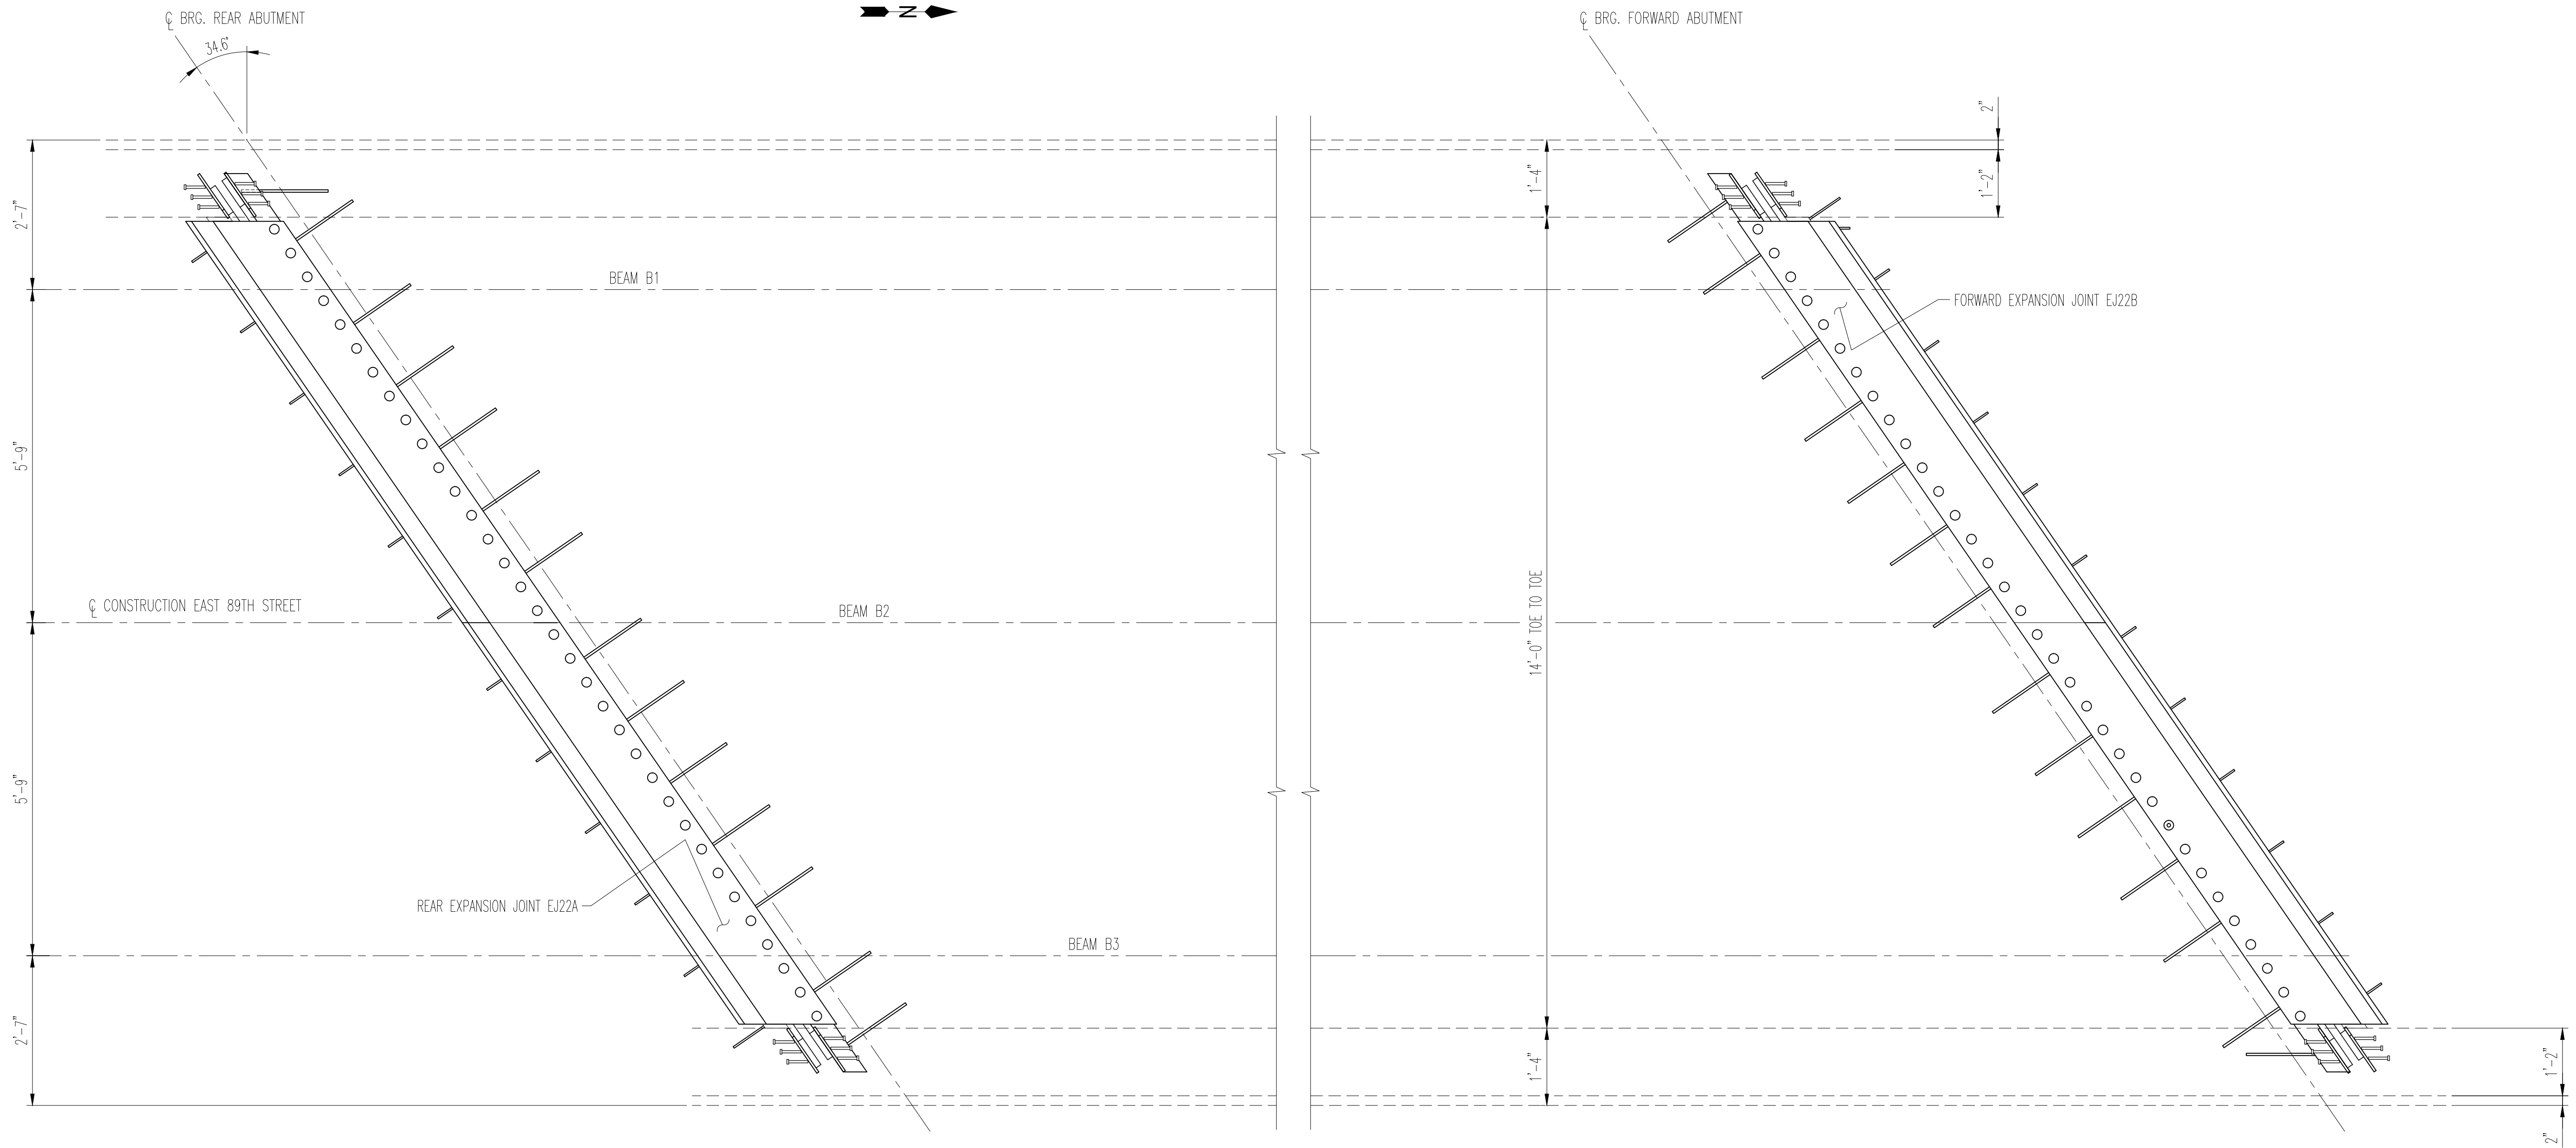 ℄ BRG. REAR ABUTMENT
N
℄ BRG. FORWARD ABUTMENT
34.6°
2"
1'-2"
1'-4"
2'-7"
BEAM B1
FORWARD EXPANSION JOINT EJ22B
5'-9"
℄ CONSTRUCTION EAST 89TH STREET
BEAM B2
14'-0" TOE TO TOE
5'-9"
REAR EXPANSION JOINT EJ22A
BEAM B3
2'-7"
1'-4"
1'-2"
2"